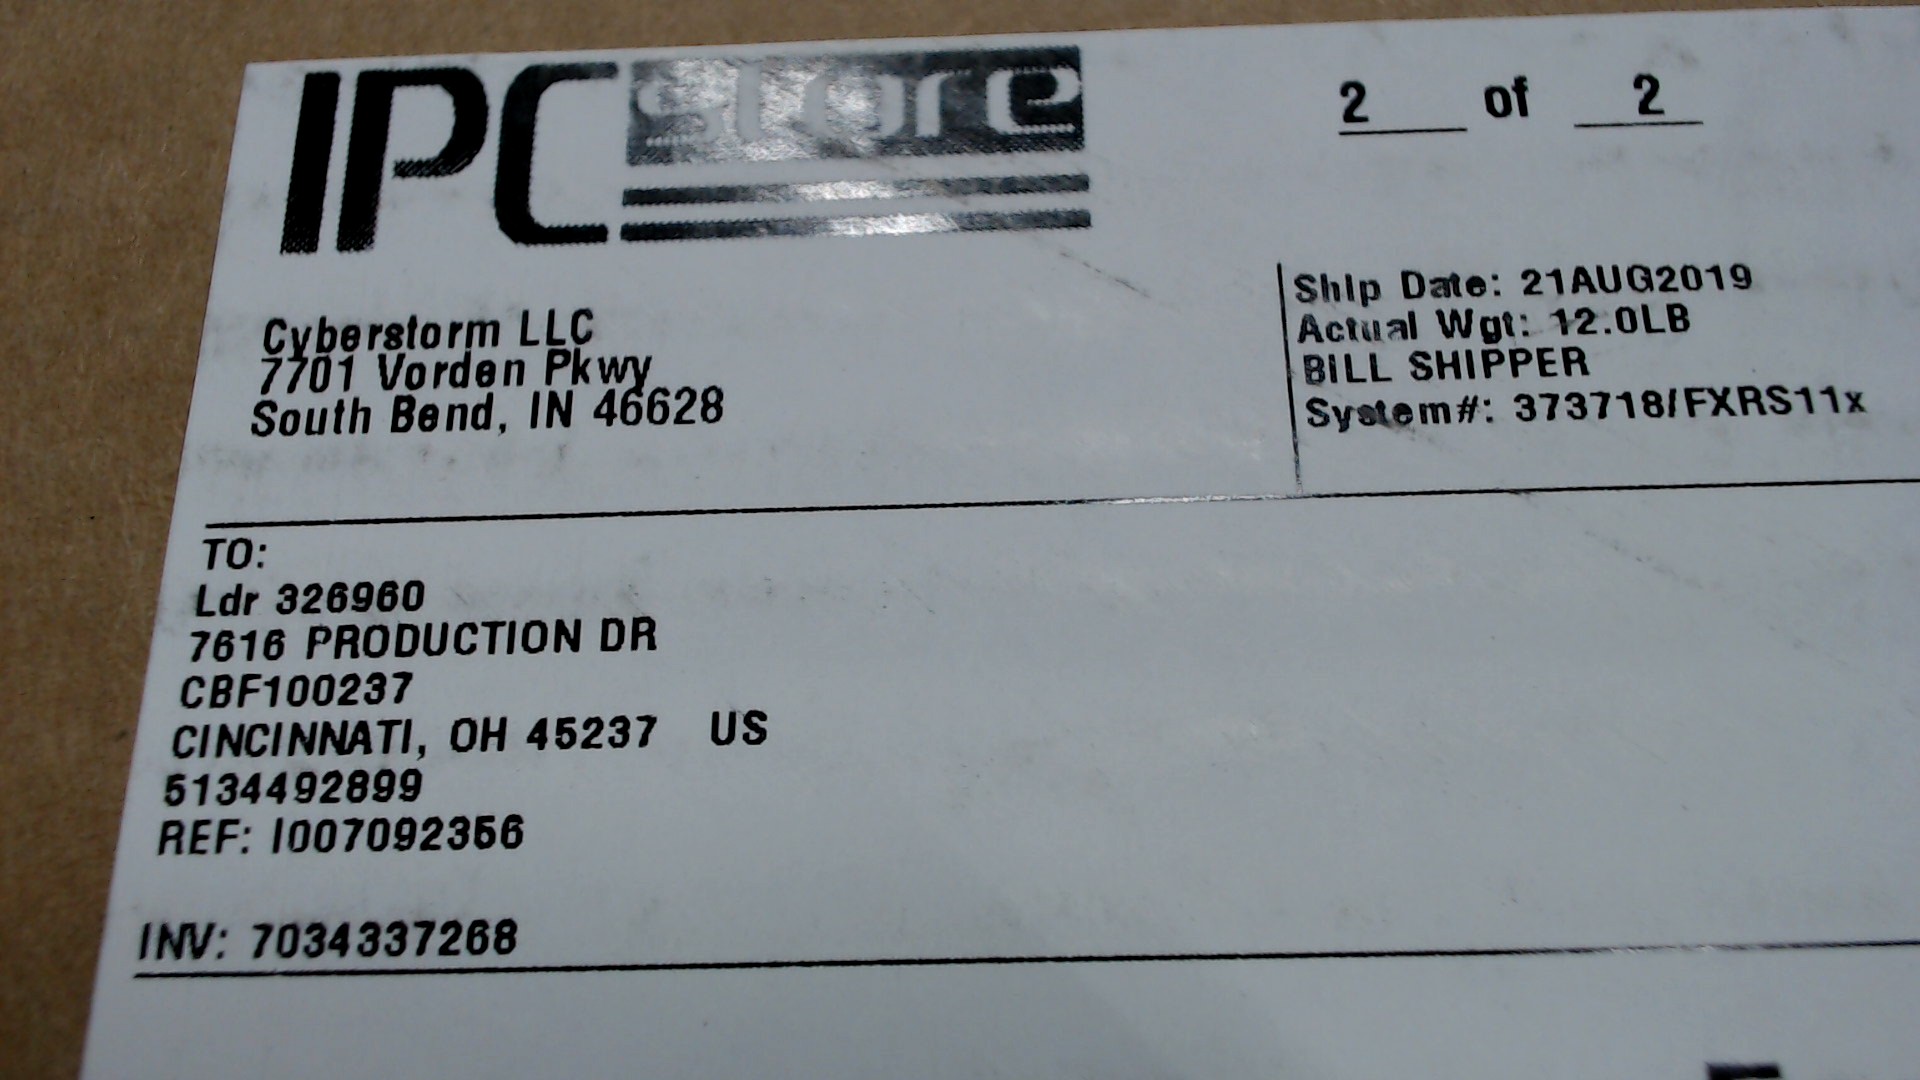 IPC store
2 of 2
Cyberstorm LLC
7701 Vorden Pkwy
South Bend, IN 46628
Ship Date: 21AUG2019
Actual Wgt: 12.0LB
BILL SHIPPER
System#: 373718/FXRS11x
TO:
Ldr 326960
7616 PRODUCTION DR
CBF100237
CINCINNATI, OH 45237 US
5134492899
REF: I007092356
INV: 7034337268